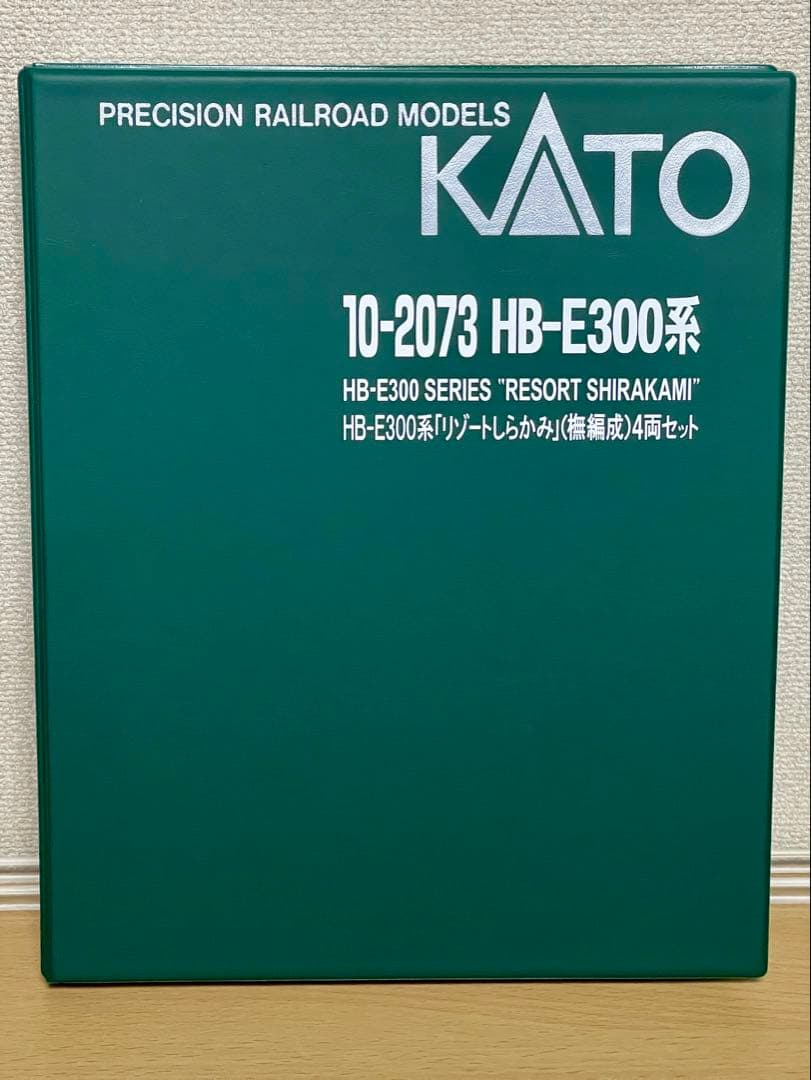 PRECISION RAILROAD MODELS
KATO
10-2073 HB-E300系
HB-E300 SERIES "RESORT SHIRAKAMI"
HB-E300系「リゾートしらかみ」(橅編成)4両セット